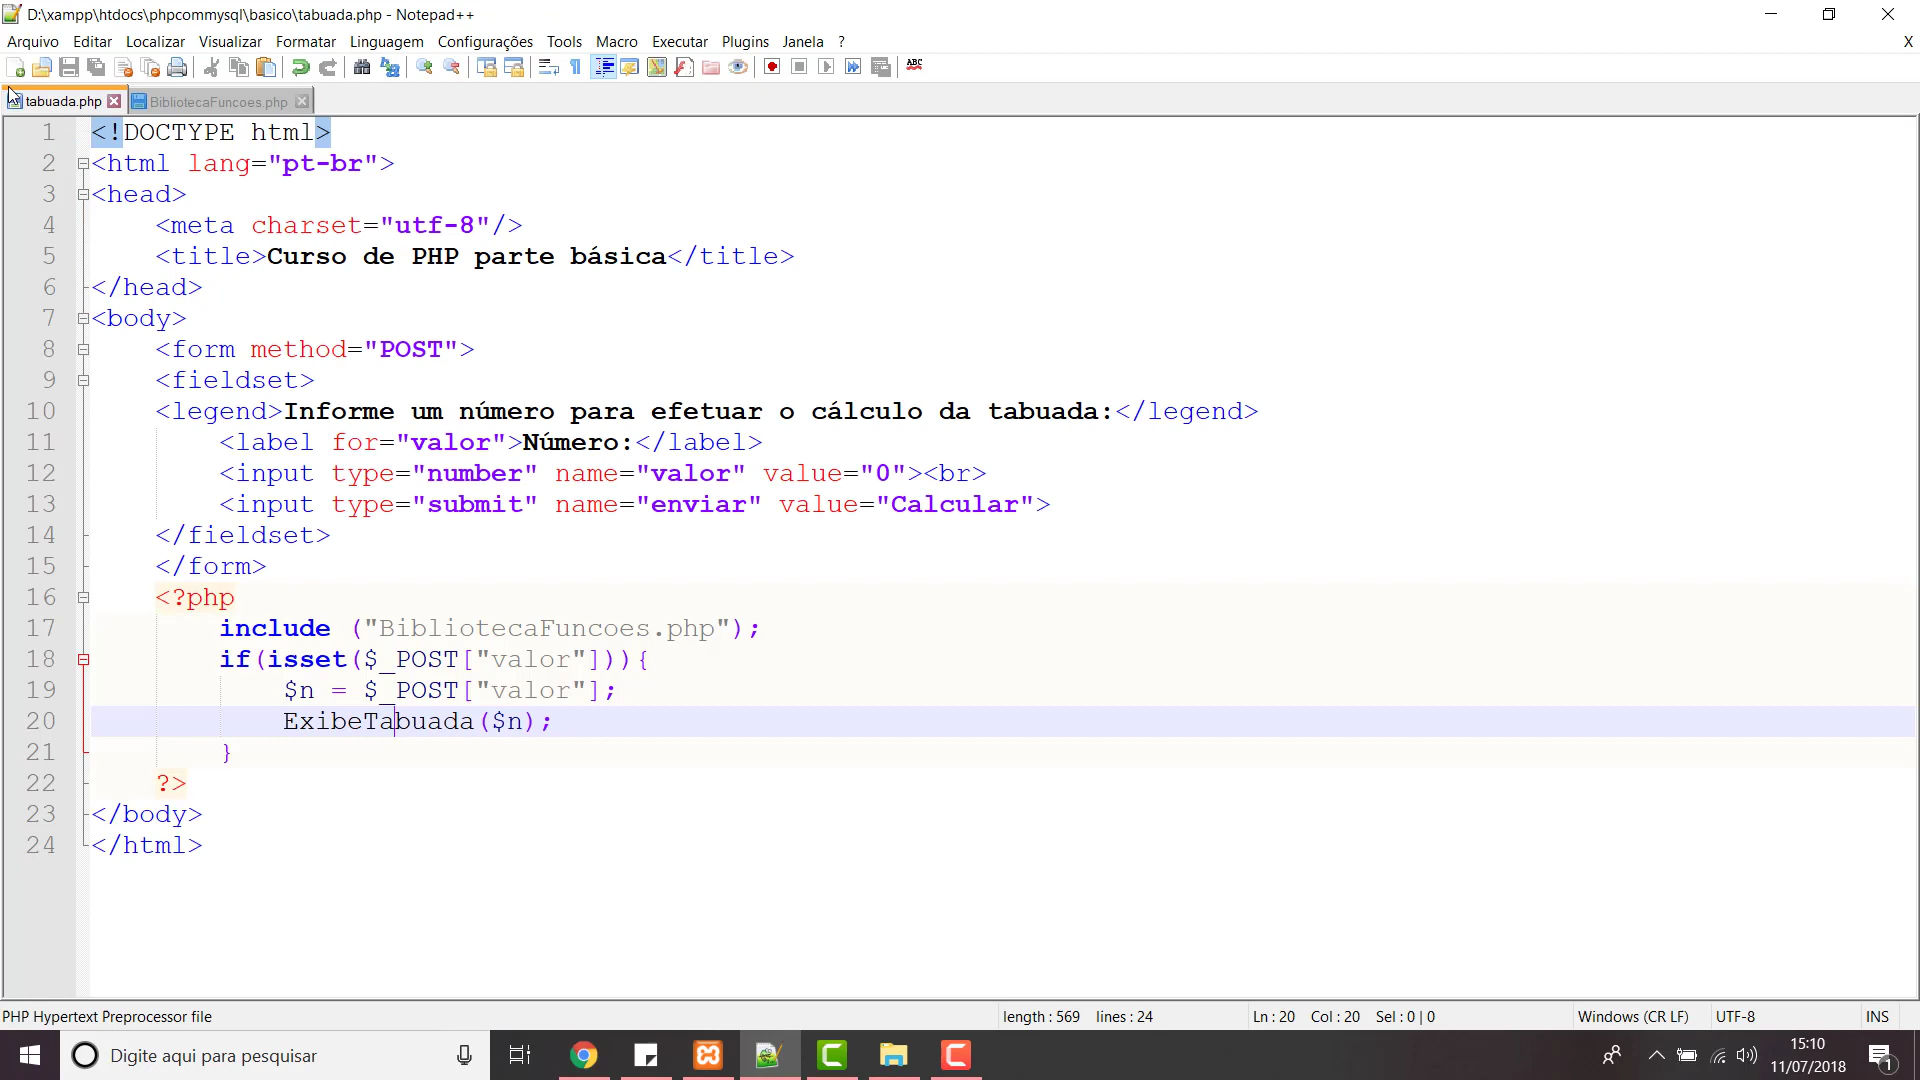 D:\xampp\htdocs\phpcommysql\basico\tabuada.php - Notepad++
Arquivo Editar Localizar Visualizar Formatar Linguagem Configurações Tools Macro Executar Plugins Janela ? X
ABC
tabuada.php BibliotecaFuncoes.php
1 <!DOCTYPE html>
2 <html lang="pt-br">
3 <head>
4 <meta charset="utf-8"/>
5 <title>Curso de PHP parte básica</title>
6 </head>
7 <body>
8 <form method="POST">
9 <fieldset>
10 <legend>Informe um número para efetuar o cálculo da tabuada:</legend>
11 <label for="valor">Número:</label>
12 <input type="number" name="valor" value="0"><br>
13 <input type="submit" name="enviar" value="Calcular">
14 </fieldset>
15 </form>
16 <?php
17 include ("BibliotecaFuncoes.php");
18 if(isset($_POST["valor"])){
19 $n = $_POST["valor"];
20 ExibeTabuada($n);
21 }
22 ?>
23 </body>
24 </html>
PHP Hypertext Preprocessor file length : 569 lines : 24 Ln : 20 Col : 20 Sel : 0 | 0 Windows (CR LF) UTF-8 INS
Digite aqui para pesquisar
15:10
11/07/2018
1